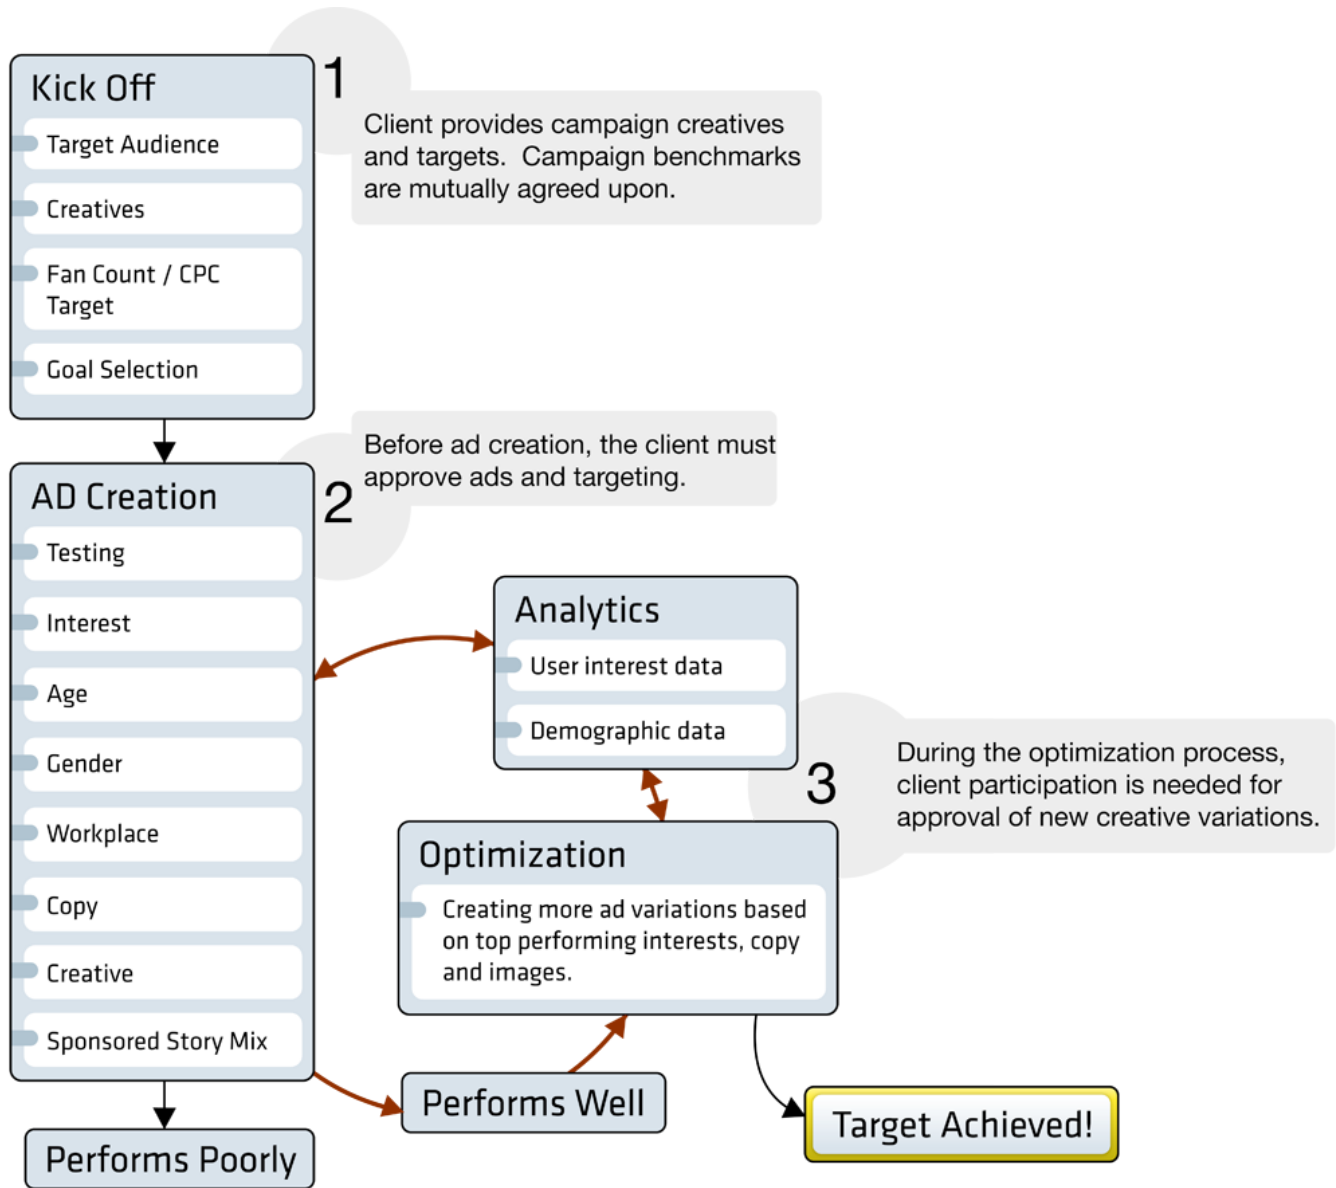 Kick Off
Target Audience
Creatives
Fan Count / CPC
Target
Goal Selection
1
Client provides campaign creatives
and targets.  Campaign benchmarks
are mutually agreed upon.
AD Creation
Testing
Interest
Age
Gender
Workplace
Copy
Creative
Sponsored Story Mix
2
Before ad creation, the client must
approve ads and targeting.
Analytics
User interest data
Demographic data
3
During the optimization process,
client participation is needed for
approval of new creative variations.
Optimization
Creating more ad variations based
on top performing interests, copy
and images.
Performs Well
Performs Poorly
Target Achieved!